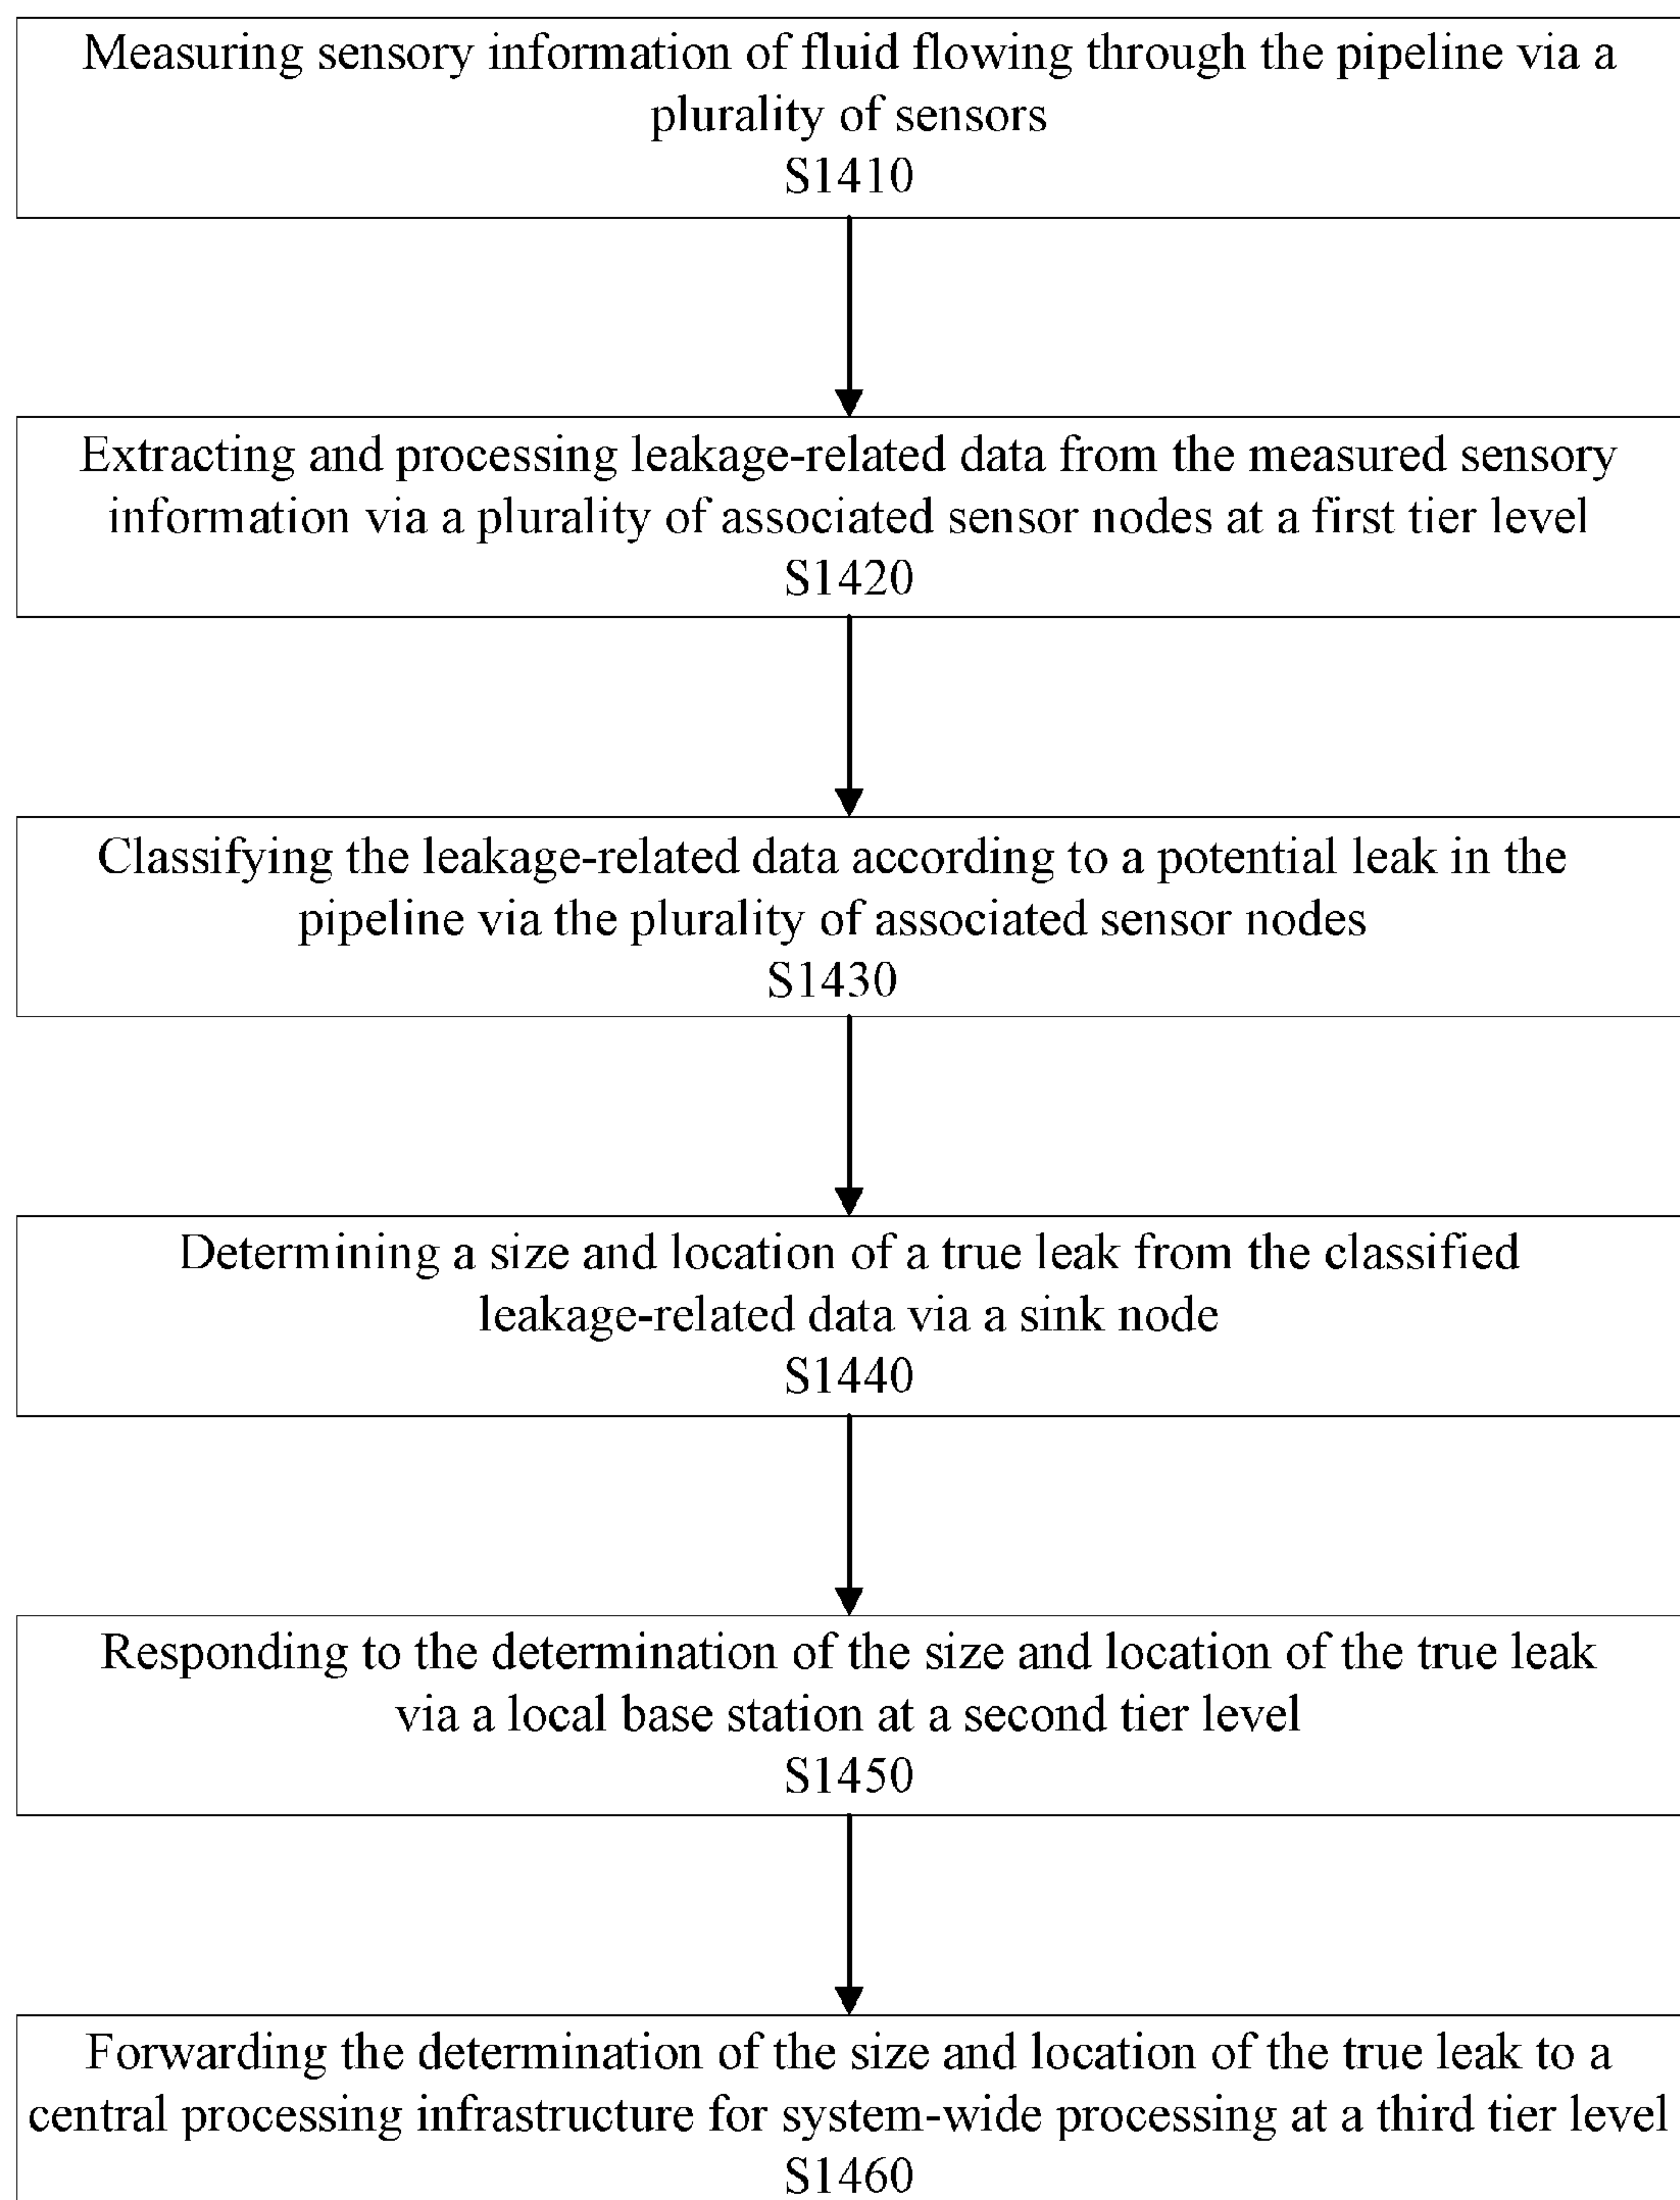 Measuring sensory information of fluid flowing through the pipeline via a
plurality of sensors
S1410
Extracting and processing leakage-related data from the measured sensory
information via a plurality of associated sensor nodes at a first tier level
S1420
Classifying the leakage-related data according to a potential leak in the
pipeline via the plurality of associated sensor nodes
S1430
Determining a size and location of a true leak from the classified
leakage-related data via a sink node
S1440
Responding to the determination of the size and location of the true leak
via a local base station at a second tier level
S1450
Forwarding the determination of the size and location of the true leak to a
central processing infrastructure for system-wide processing at a third tier level
S1460